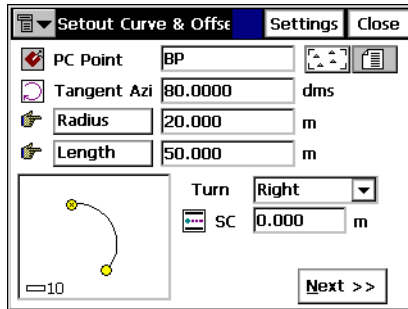 Setout Curve & Offse Settings Close
PC Point BP
Tangent Azi 80.0000 dms
Radius 20.000 m
Length 50.000 m
Turn Right
SC 0.000 m
10
Next >>